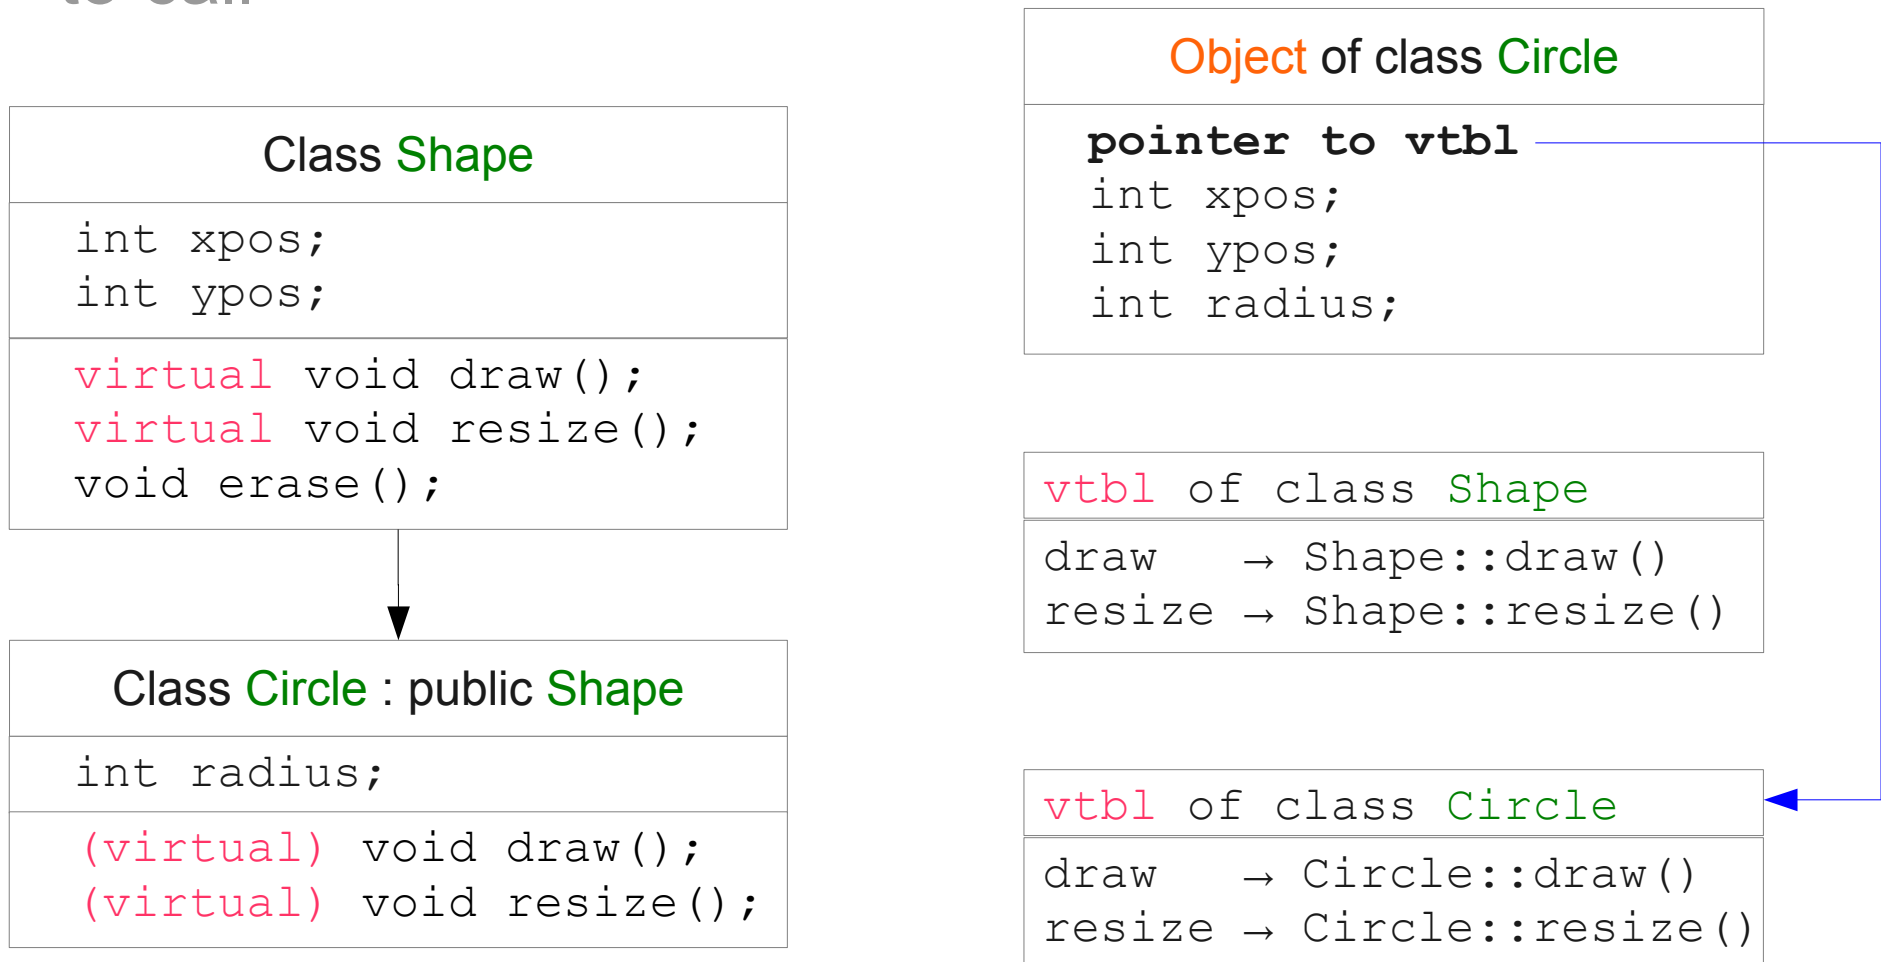 to call
Class Shape
int xpos;
int ypos;
virtual void draw();
virtual void resize();
void erase();
Class Circle : public Shape
int radius;
(virtual) void draw();
(virtual) void resize();
Object of class Circle
pointer to vtbl
int xpos;
int ypos;
int radius;
vtbl of class Shape
draw → Shape::draw()
resize → Shape::resize()
vtbl of class Circle
draw → Circle::draw()
resize → Circle::resize()